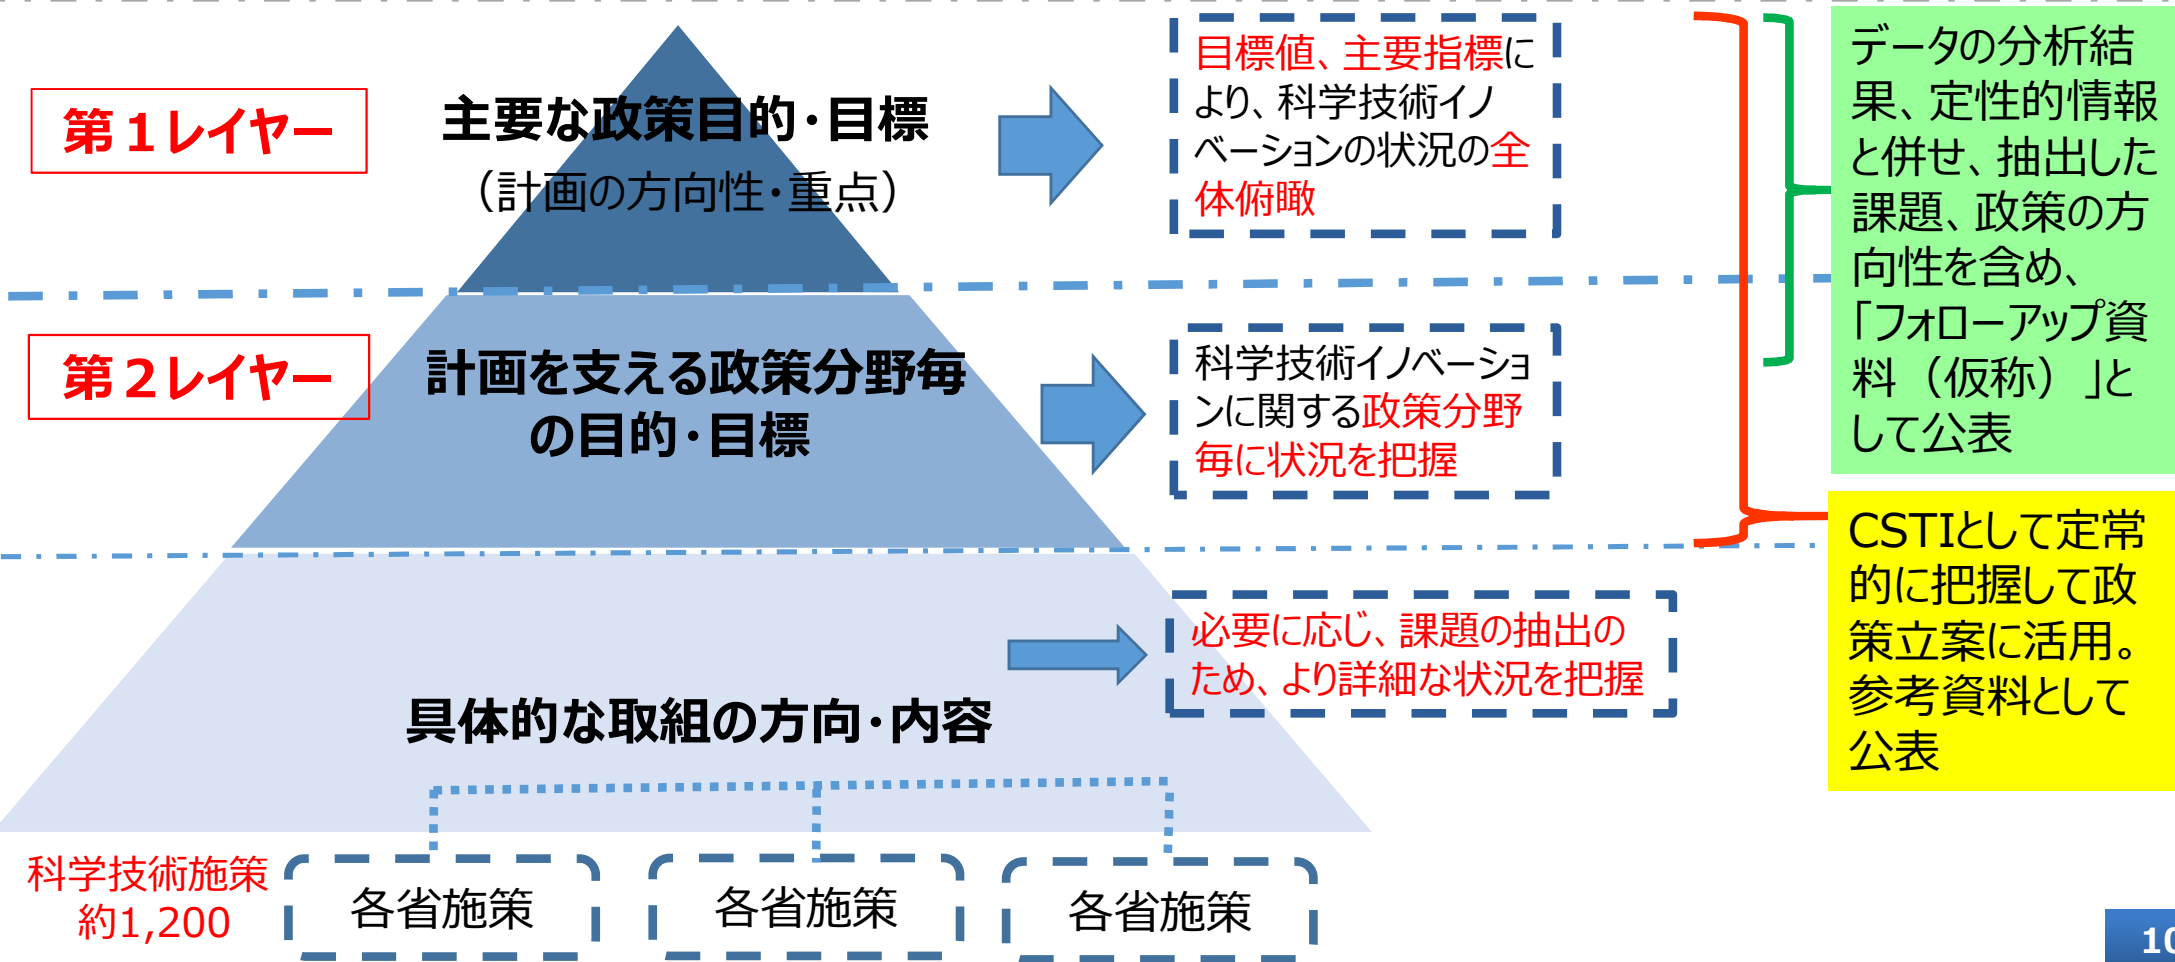 第1レイヤー
主要な政策目的・目標
（計画の方向性・重点）
目標値、主要指標に
より、科学技術イノ
ベーションの状況の全
体俯瞰
第2レイヤー
計画を支える政策分野毎
の目的・目標
科学技術イノベーショ
ンに関する政策分野
毎に状況を把握
具体的な取組の方向・内容
必要に応じ、課題の抽出の
ため、より詳細な状況を把握
科学技術施策
約1,200
各省施策
各省施策
各省施策
データの分析結
果、定性的情報
と併せ、抽出した
課題、政策の方
向性を含め、
「フォローアップ資
料（仮称）」と
して公表
CSTIとして定常
的に把握して政
策立案に活用。
参考資料として
公表